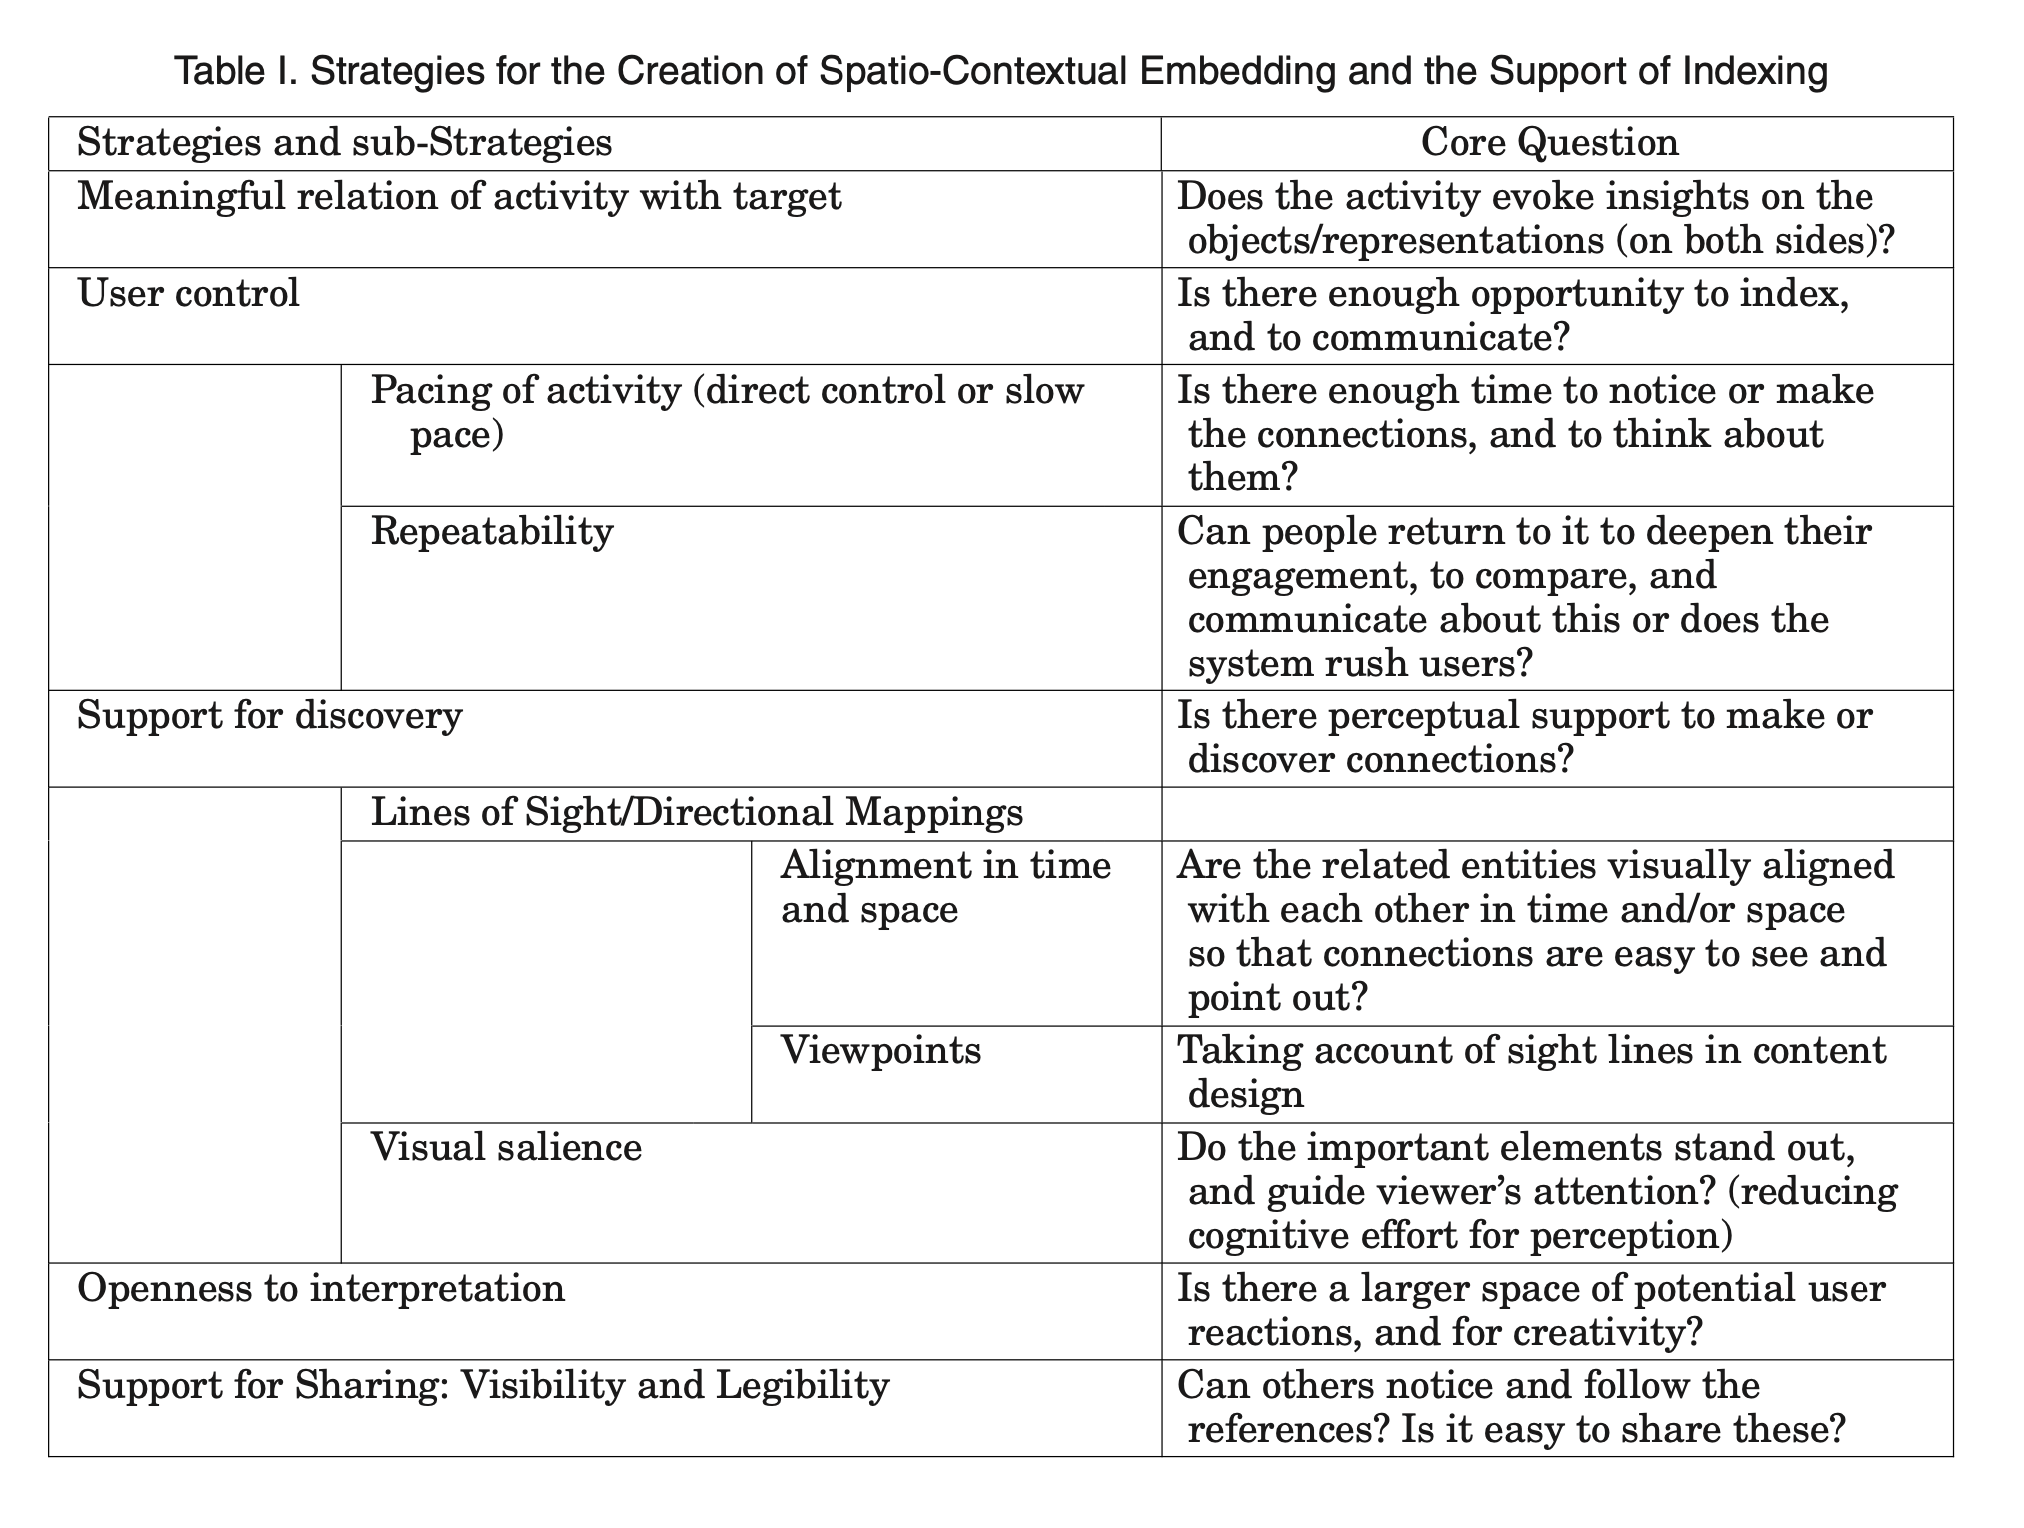 Table I. Strategies for the Creation of Spatio-Contextual Embedding and the Support of Indexing
Strategies and sub-Strategies
Core Question
Meaningful relation of activity with target
Does the activity evoke insights on the
objects/representations (on both sides)?
User control
Is there enough opportunity to index,
and to communicate?
Pacing of activity (direct control or slow
pace)
Is there enough time to notice or make
the connections, and to think about
them?
Repeatability
Can people return to it to deepen their
engagement, to compare, and
communicate about this or does the
system rush users?
Support for discovery
Is there perceptual support to make or
discover connections?
Lines of Sight/Directional Mappings
Alignment in time
and space
Are the related entities visually aligned
with each other in time and/or space
so that connections are easy to see and
point out?
Viewpoints
Taking account of sight lines in content
design
Visual salience
Do the important elements stand out,
and guide viewer’s attention? (reducing
cognitive effort for perception)
Openness to interpretation
Is there a larger space of potential user
reactions, and for creativity?
Support for Sharing: Visibility and Legibility
Can others notice and follow the
references? Is it easy to share these?